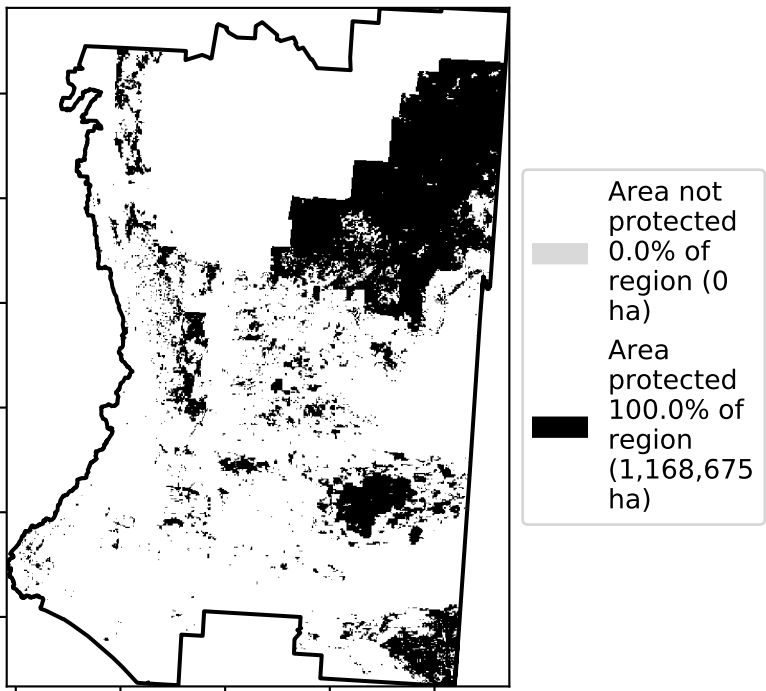 Area not
protected
0.0% of
region (0
ha)
Area
protected
100.0% of
region
(1,168,675
ha)